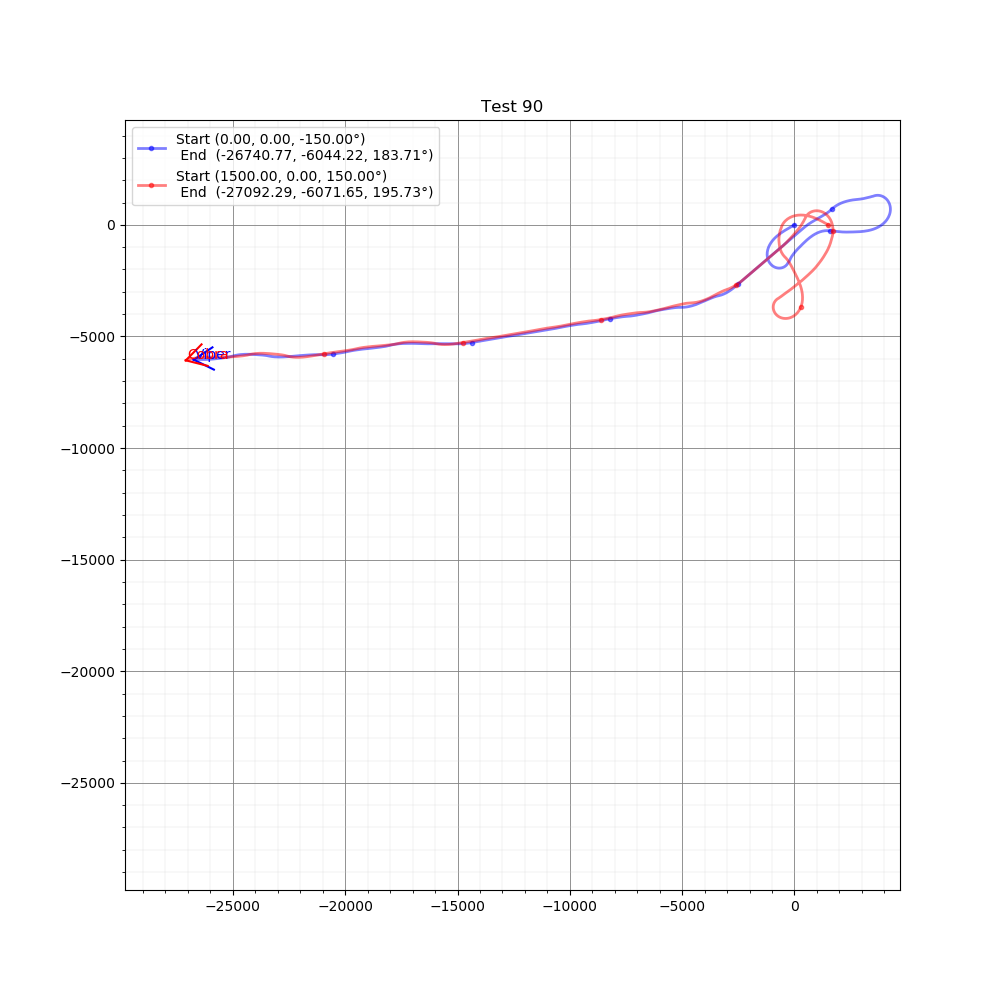 Test 90
Start (0.00, 0.00, -150.00°)
End (-26740.77, -6044.22, 183.71°)
Start (1500.00, 0.00, 150.00°)
End (-27092.29, -6071.65, 195.73°)
0
−5000
−10000
−15000
−20000
−25000
−25000 −20000 −15000 −10000 −5000 0